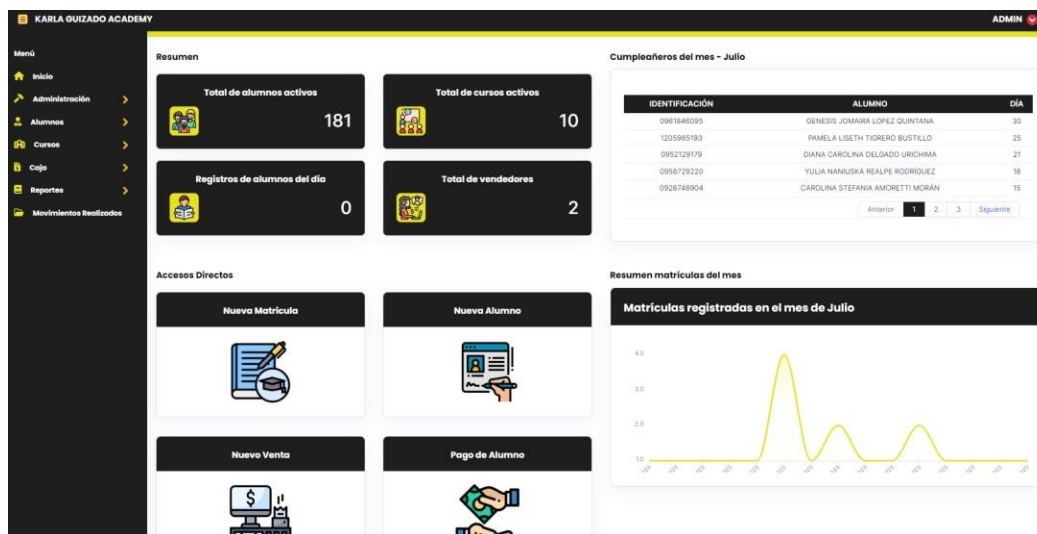 KARLA GUIZADO ACADEMY
ADMIN
Menú
Inicio
Administración
Alumnos
Cursos
Caja
Reportes
Movimientos Realizados
Resumen
Total de alumnos activos
181
Total de cursos activos
10
Registros de alumnos del día
0
Total de vendedores
2
Cumpleañeros del mes - Julio
IDENTIFICACIÓN ALUMNO DÍA
0961846095 GENESIS JOMAIRA LOPEZ QUINTANA 30
1205985193 PAMELA LISETH TIGRERO BUSTILLO 25
0952129179 DIANA CAROLINA DELGADO URICHIMA 21
0958729220 YULIA NANIUSKA REALPE RODRÍGUEZ 18
0928748904 CAROLINA STEFANIA AMORETTI MORÁN 15
Anterior 1 2 3 Siguiente
Accesos Directos
Nueva Matrícula
Nueva Alumno
Nuevo Venta
Pago de Alumno
Resumen matrículas del mes
Matrículas registradas en el mes de Julio
4.0
3.0
2.0
1.0